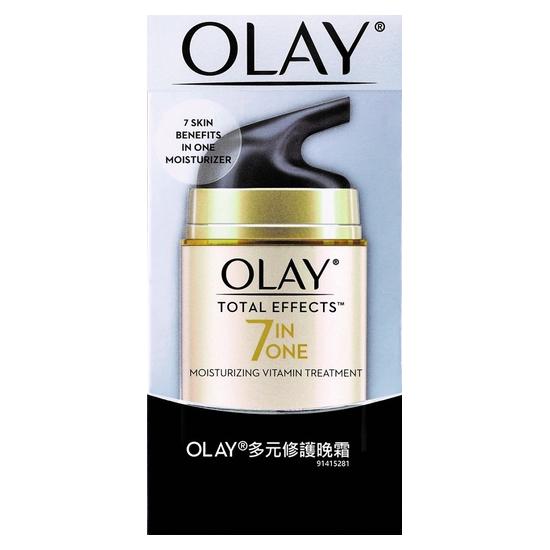 OLAY®
7 SKIN
BENEFITS
IN ONE
MOISTURIZER
OLAY®
TOTAL EFFECTS™
7 IN
ONE
MOISTURIZING VITAMIN TREATMENT
OLAY®多元修護晚霜
91415281